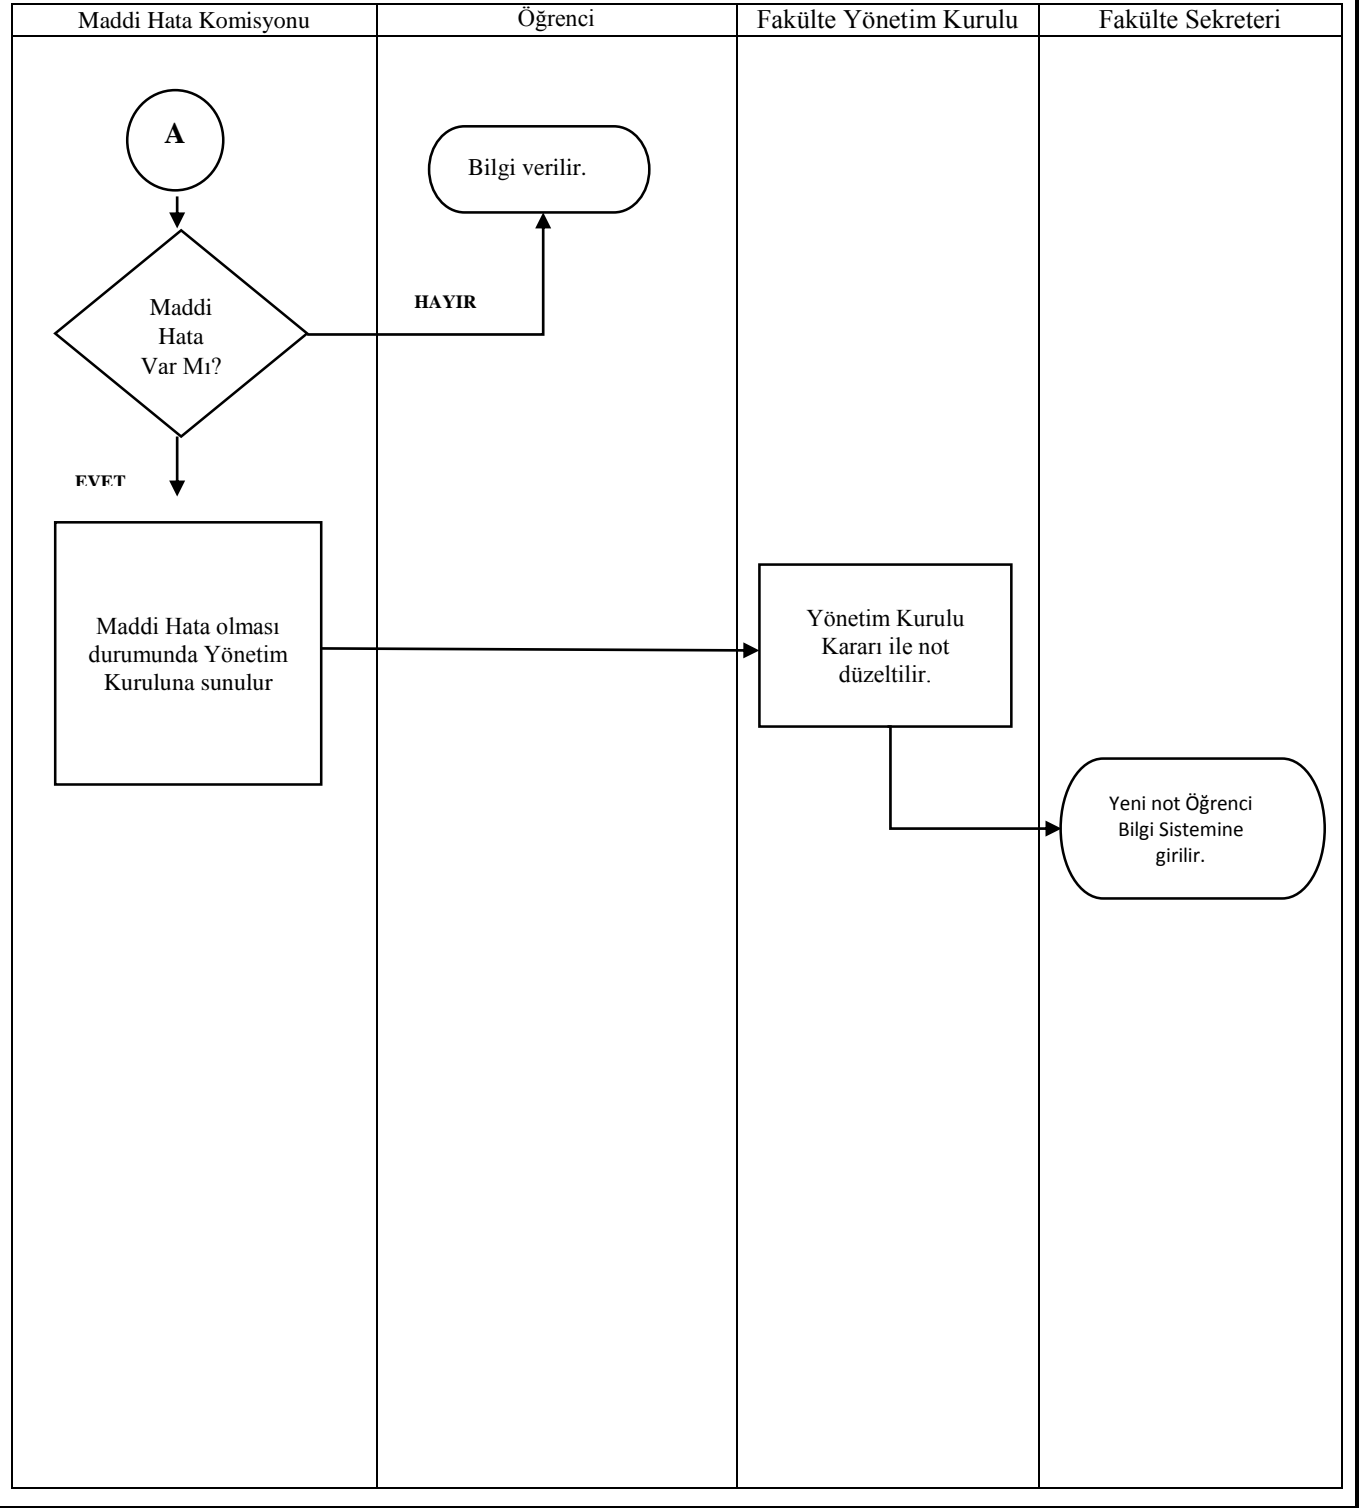 Maddi Hata Komisyonu
Öğrenci
Fakülte Yönetim Kurulu
Fakülte Sekreteri
A
Bilgi verilir.
HAYIR
Maddi
Hata
Var Mı?
EVET
Maddi Hata olması
durumunda Yönetim
Kuruluna sunulur
Yönetim Kurulu
Kararı ile not
düzeltilir.
Yeni not Öğrenci
Bilgi Sistemine
girilir.